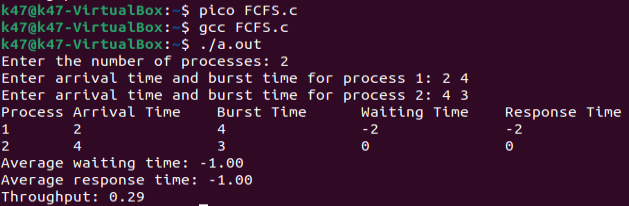 k47@k47-VirtualBox:~$ pico FCFS.c
k47@k47-VirtualBox:~$ gcc FCFS.c
k47@k47-VirtualBox:~$ ./a.out
Enter the number of processes: 2
Enter arrival time and burst time for process 1: 2 4
Enter arrival time and burst time for process 2: 4 3
Process Arrival Time    Burst Time      Waiting Time    Response Time
1       2               4               -2              -2
2       4               3               0               0
Average waiting time: -1.00
Average response time: -1.00
Throughput: 0.29